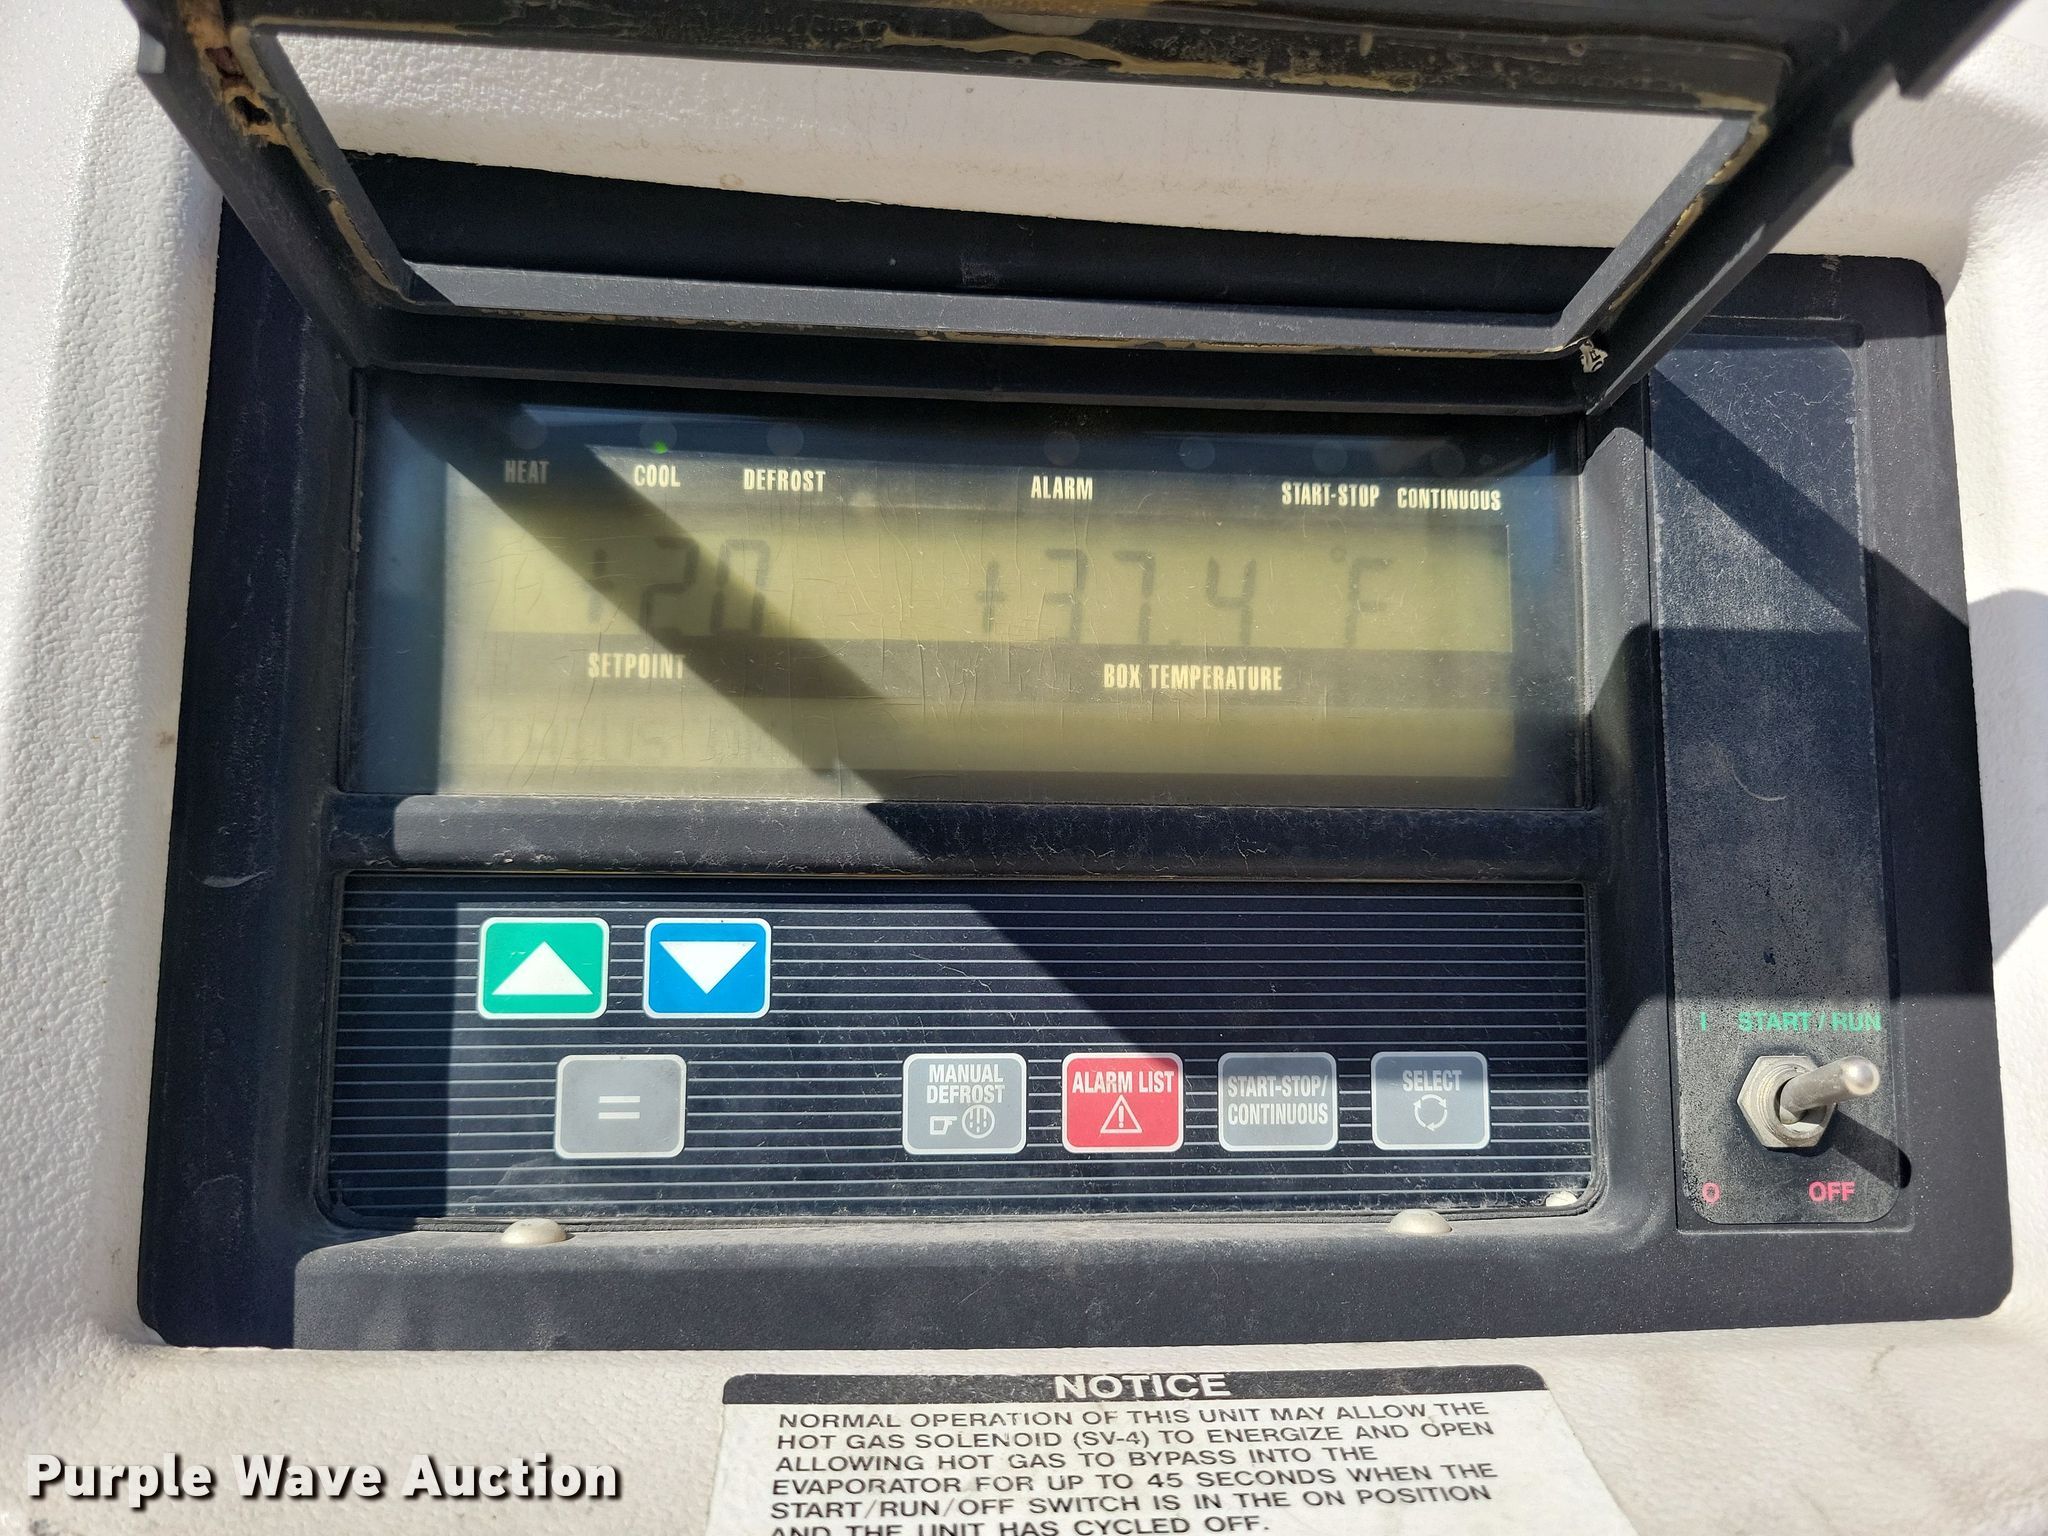 HEAT COOL DEFROST ALARM START-STOP CONTINUOUS
+20 +37.4 °F
SETPOINT BOX TEMPERATURE
I START / RUN
=
MANUAL
DEFROST
ALARM LIST
START-STOP/
CONTINUOUS
SELECT
O OFF
NOTICE
NORMAL OPERATION OF THIS UNIT MAY ALLOW THE
HOT GAS SOLENOID (SV-4) TO ENERGIZE AND OPEN
ALLOWING HOT GAS TO BYPASS INTO THE
EVAPORATOR FOR UP TO 45 SECONDS WHEN THE
START/RUN/OFF SWITCH IS IN THE ON POSITION
AND THE UNIT HAS CYCLED OFF.
Purple Wave Auction